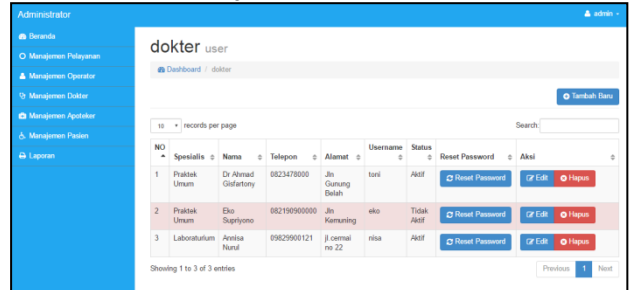 Administrator
admin
Beranda
Manajemen Pelayanan
Manajemen Operator
Manajemen Dokter
Manajemen Apoteker
Manajemen Pasien
Laporan
dokter user
Dashboard / dokter
Tambah Baru
10 records per page
Search:
NO Spesialis Nama Telepon Alamat Username Status Reset Password Aksi
1 Praktek Umum Dr Ahmad Gisfartony 0823478000 Jln Gunung Belah toni Aktif Reset Password Edit Hapus
2 Praktek Umum Eko Supriyono 082190900000 Jln Kemuning eko Tidak Aktif Reset Password Edit Hapus
3 Laboraturium Annisa Nurul 09829900121 jl.cermai no 22 nisa Aktif Reset Password Edit Hapus
Showing 1 to 3 of 3 entries
Previous 1 Next